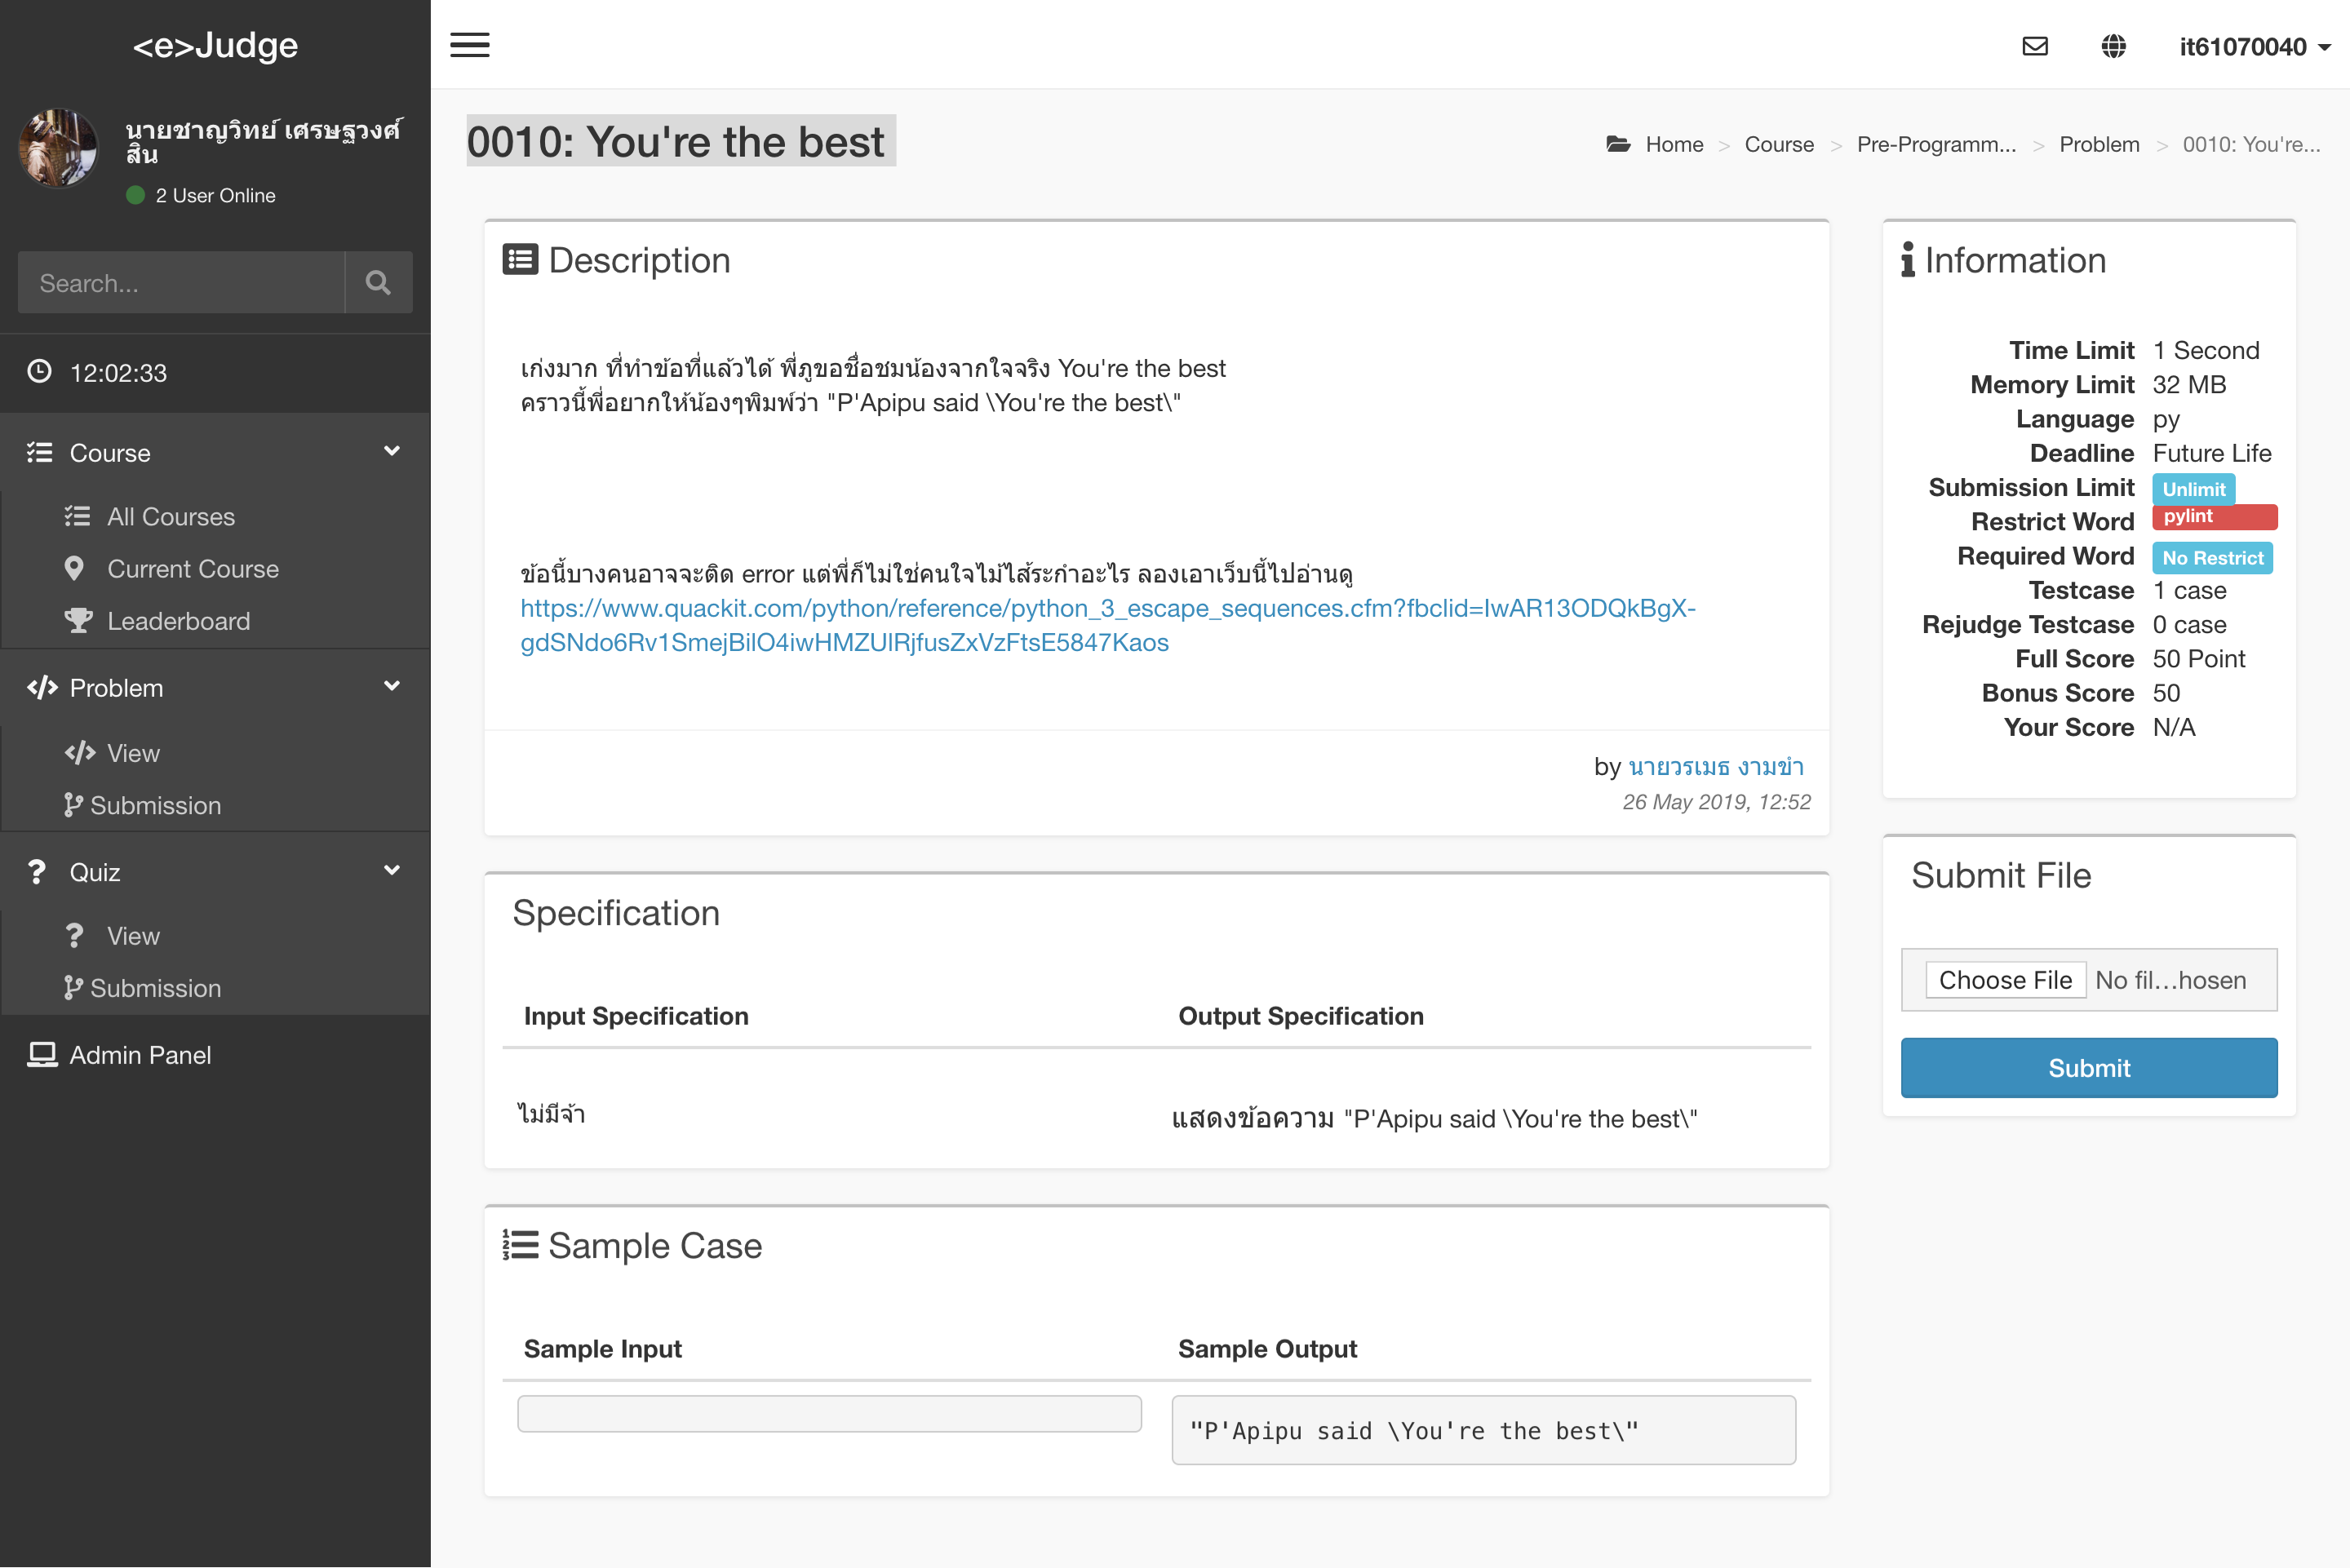 <e>Judge
it61070040
นายชาญวิทย์ เศรษฐวงศ์
สิน
2 User Online
Search...
12:02:33
Course
All Courses
Current Course
Leaderboard
Problem
View
Submission
Quiz
View
Submission
Admin Panel
0010: You're the best
Home > Course > Pre-Programm... > Problem > 0010: You're...
Description
เก่งมาก ที่ทำข้อที่แล้วได้ พี่ภูขอชื่อชมน้องจากใจจริง You're the best
คราวนี้พี่อยากให้น้องๆพิมพ์ว่า "P'Apipu said \You're the best\"
ข้อนี้บางคนอาจจะติด error แต่พี่ก็ไม่ใช่คนใจไม้ไส้ระกำอะไร ลองเอาเว็บนี้ไปอ่านดู
https://www.quackit.com/python/reference/python_3_escape_sequences.cfm?fbclid=IwAR13ODQkBgX-
gdSNdo6Rv1SmejBilO4iwHMZUlRjfusZxVzFtsE5847Kaos
by นายวรเมธ งามขำ
26 May 2019, 12:52
Specification
Input Specification
Output Specification
ไม่มีจ้า
แสดงข้อความ "P'Apipu said \You're the best\"
Sample Case
Sample Input
Sample Output
"P'Apipu said \You're the best\"
Information
Time Limit 1 Second
Memory Limit 32 MB
Language py
Deadline Future Life
Submission Limit Unlimit
Restrict Word pylint
Required Word No Restrict
Testcase 1 case
Rejudge Testcase 0 case
Full Score 50 Point
Bonus Score 50
Your Score N/A
Submit File
Choose File No fil...hosen
Submit